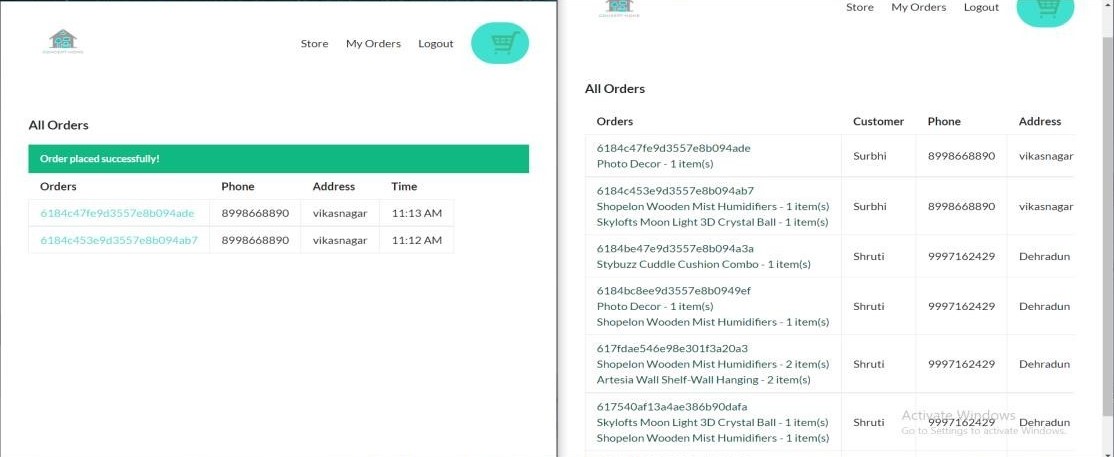 Store My Orders Logout
All Orders
Order placed successfully!
Orders Phone Address Time
6184c47fe9d3557e8b094ade 8998668890 vikasnagar 11:13 AM
6184c453e9d3557e8b094ab7 8998668890 vikasnagar 11:12 AM
Store My Orders Logout
All Orders
Orders Customer Phone Address
6184c47fe9d3557e8b094ade
Photo Decor - 1 item(s)
Surbhi 8998668890 vikasnagar
6184c453e9d3557e8b094ab7
Shopelon Wooden Mist Humidifiers - 1 item(s)
Skylofts Moon Light 3D Crystal Ball - 1 item(s)
Surbhi 8998668890 vikasnagar
6184be47e9d3557e8b094a3a
Stybuzz Cuddle Cushion Combo - 1 item(s)
Shruti 9997162429 Dehradun
6184bc8ee9d3557e8b0949ef
Photo Decor - 1 item(s)
Shopelon Wooden Mist Humidifiers - 1 item(s)
Shruti 9997162429 Dehradun
617fdae546e98e301f3a20a3
Shopelon Wooden Mist Humidifiers - 2 item(s)
Artesia Wall Shelf-Wall Hanging - 2 item(s)
Shruti 9997162429 Dehradun
617540af13a4ae386b90dafa
Skylofts Moon Light 3D Crystal Ball - 1 item(s)
Shopelon Wooden Mist Humidifiers - 1 item(s)
Shruti 9997162429 Dehradun
Activate Windows
Go to Settings to activate Windows.